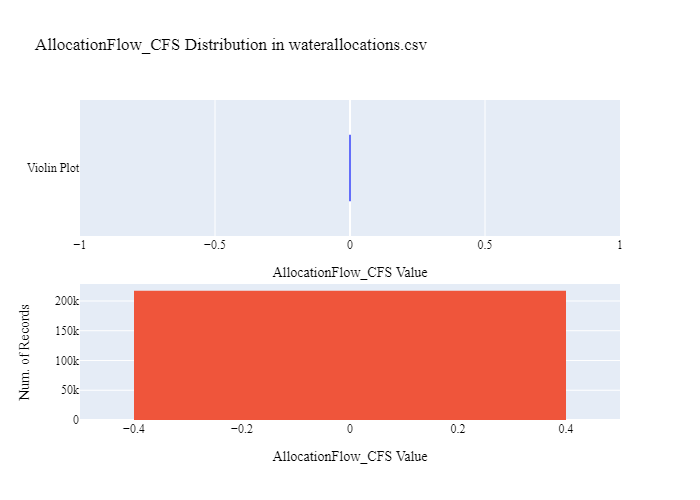 AllocationFlow_CFS Distribution in waterallocations.csv
Violin Plot
−1 −0.5 0 0.5 1
AllocationFlow_CFS Value
Num. of Records
200k
150k
100k
50k
0
−0.4 −0.2 0 0.2 0.4
AllocationFlow_CFS Value